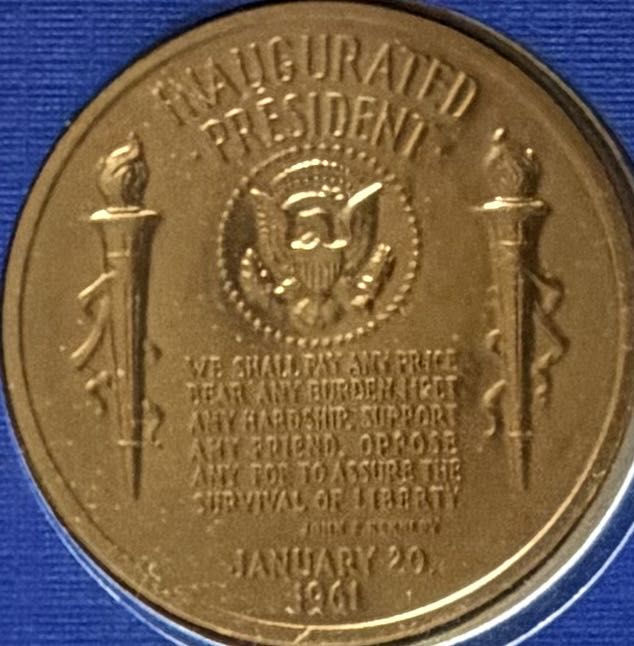 INAUGURATED
PRESIDENT
WE SHALL PAY ANY PRICE
BEAR ANY BURDEN, MEET
ANY HARDSHIP, SUPPORT
ANY FRIEND, OPPOSE
ANY FOE TO ASSURE THE
SURVIVAL OF LIBERTY
JOHN F. KENNEDY
JANUARY 20,
1961